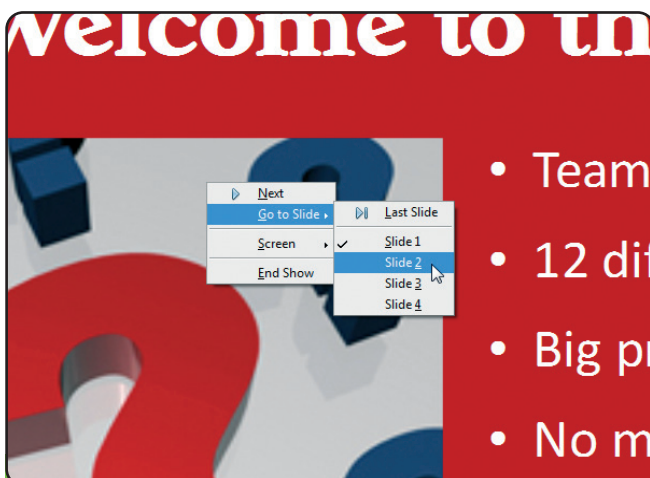 Welcome to th
Team
12 dif
Big pr
No m
Next
Go to Slide
Screen
End Show
Last Slide
Slide 1
Slide 2
Slide 3
Slide 4